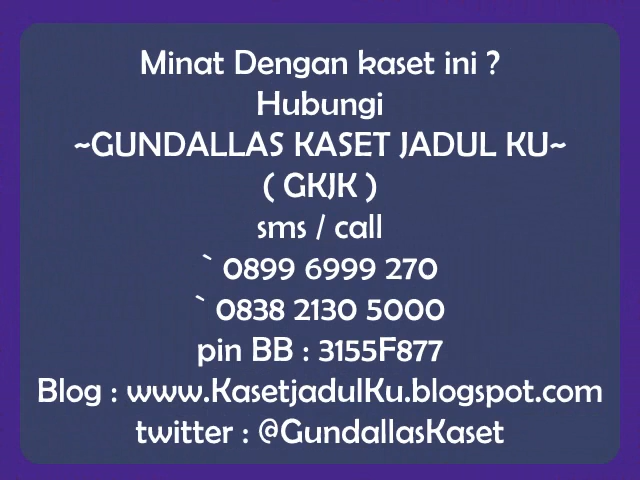 Minat Dengan kaset ini ?
Hubungi
~GUNDALLAS KASET JADUL KU~
( GKJK )
sms / call
` 0899 6999 270
` 0838 2130 5000
pin BB : 3155F877
Blog : www.KasetjadulKu.blogspot.com
twitter : @GundallasKaset